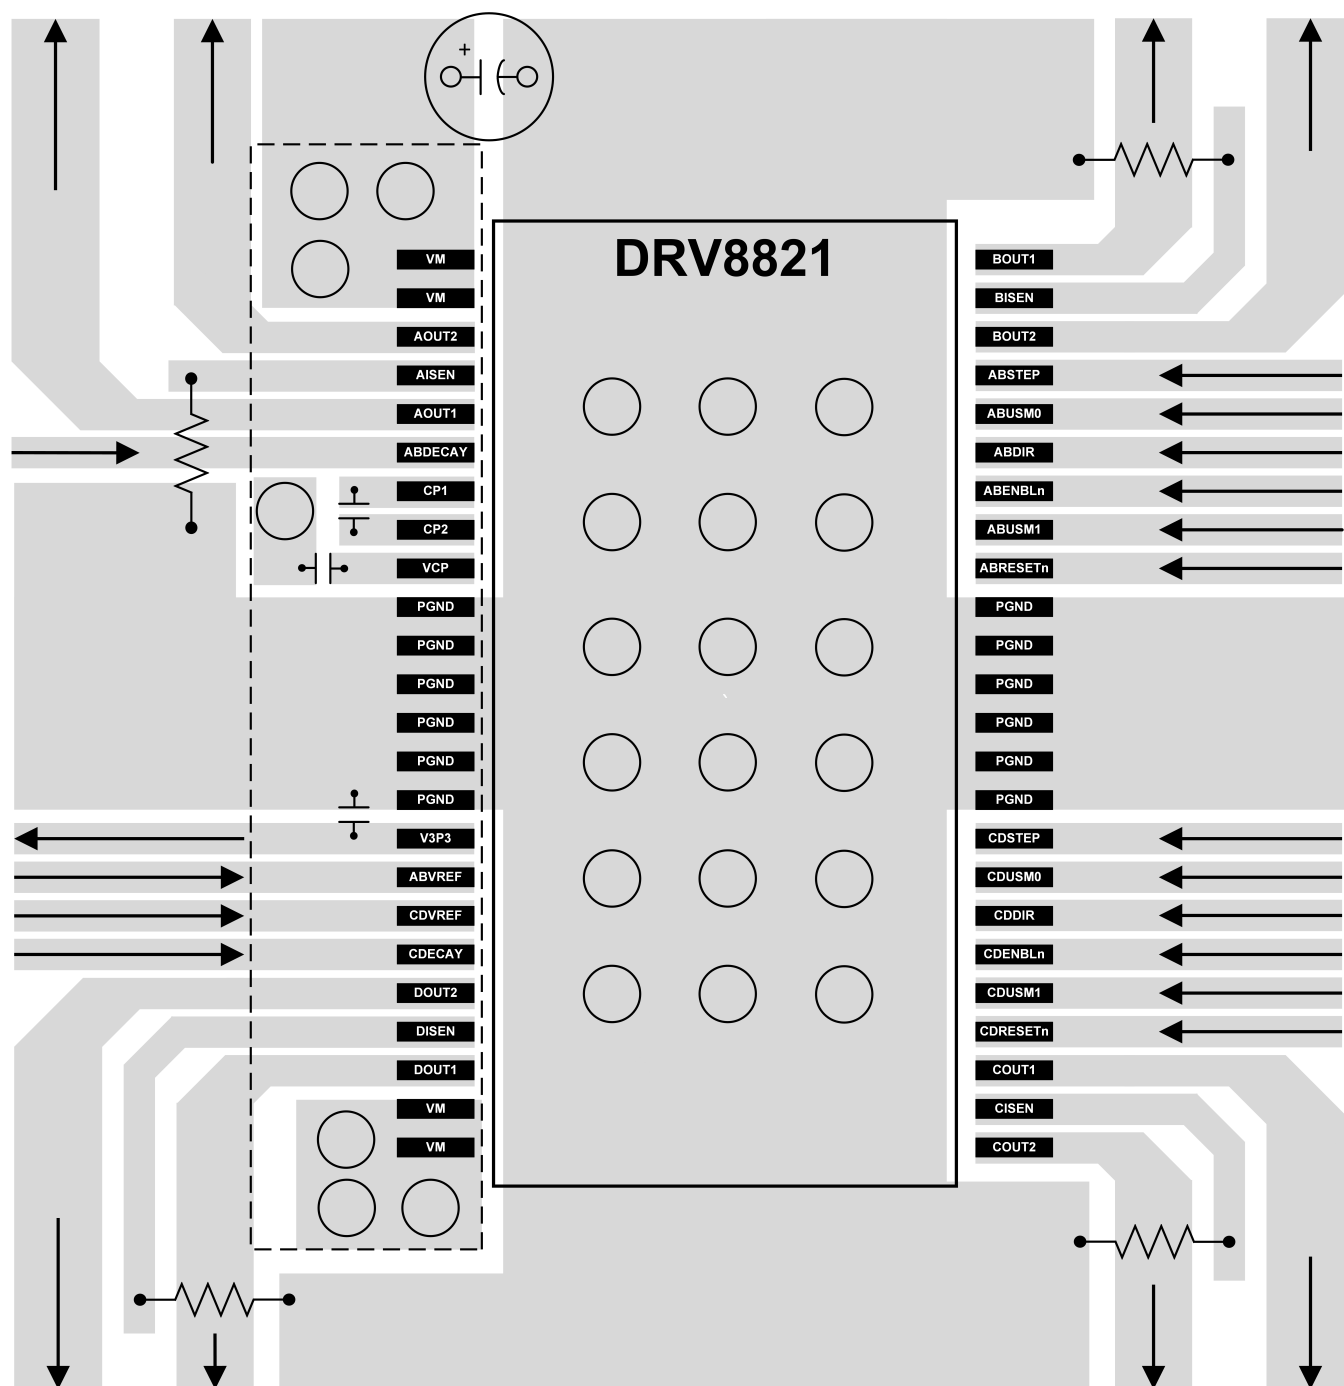 +
DRV8821
VM
VM
AOUT2
AISEN
AOUT1
ABDECAY
CP1
CP2
VCP
PGND
PGND
PGND
PGND
PGND
PGND
V3P3
ABVREF
CDVREF
CDECAY
DOUT2
DISEN
DOUT1
VM
VM
BOUT1
BISEN
BOUT2
ABSTEP
ABUSM0
ABDIR
ABENBLn
ABUSM1
ABRESETn
PGND
PGND
PGND
PGND
PGND
PGND
CDSTEP
CDUSM0
CDDIR
CDENBLn
CDUSM1
CDRESETn
COUT1
CISEN
COUT2